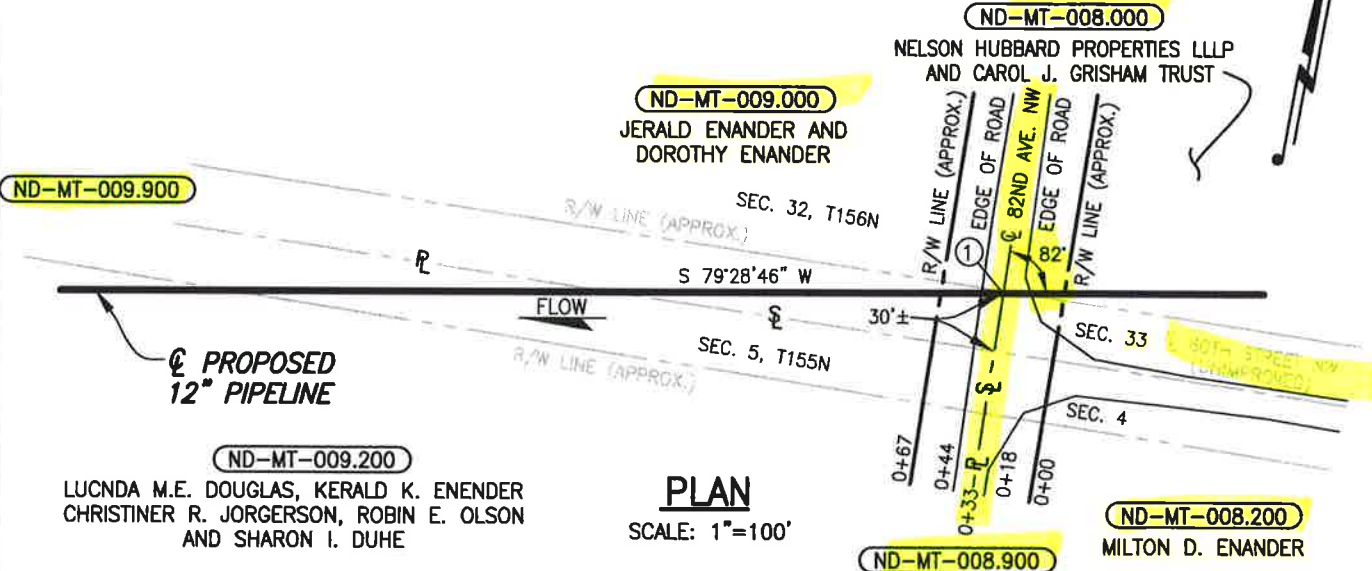 ND-MT-008.000
NELSON HUBBARD PROPERTIES LLLP
AND CAROL J. GRISHAM TRUST
ND-MT-009.000
JERALD ENANDER AND
DOROTHY ENANDER
ND-MT-009.900
R/W LINE (APPROX.)
SEC. 32, T156N
R/W LINE (APPROX.)
EDGE OF ROAD
℄ 82ND AVE. NW
EDGE OF ROAD
R/W LINE (APPROX.)
1
82'
PL
S 79°28'46" W
FLOW
SL
30'±
SEC. 33
60TH STREET NW
(UNIMPROVED)
SEC. 5, T155N
R/W LINE (APPROX.)
SEC. 4
℄ PROPOSED
12" PIPELINE
SL
PL
0+67
0+44
0+33
0+18
0+00
ND-MT-009.200
LUCNDA M.E. DOUGLAS, KERALD K. ENENDER
CHRISTINER R. JORGERSON, ROBIN E. OLSON
AND SHARON I. DUHE
PLAN
SCALE: 1"=100'
ND-MT-008.200
MILTON D. ENANDER
ND-MT-008.900